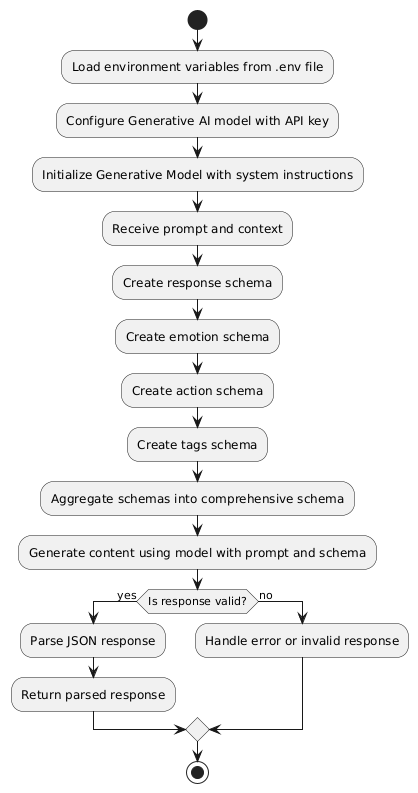 Load environment variables from .env file
Configure Generative AI model with API key
Initialize Generative Model with system instructions
Receive prompt and context
Create response schema
Create emotion schema
Create action schema
Create tags schema
Aggregate schemas into comprehensive schema
Generate content using model with prompt and schema
yes
Is response valid?
no
Parse JSON response
Handle error or invalid response
Return parsed response